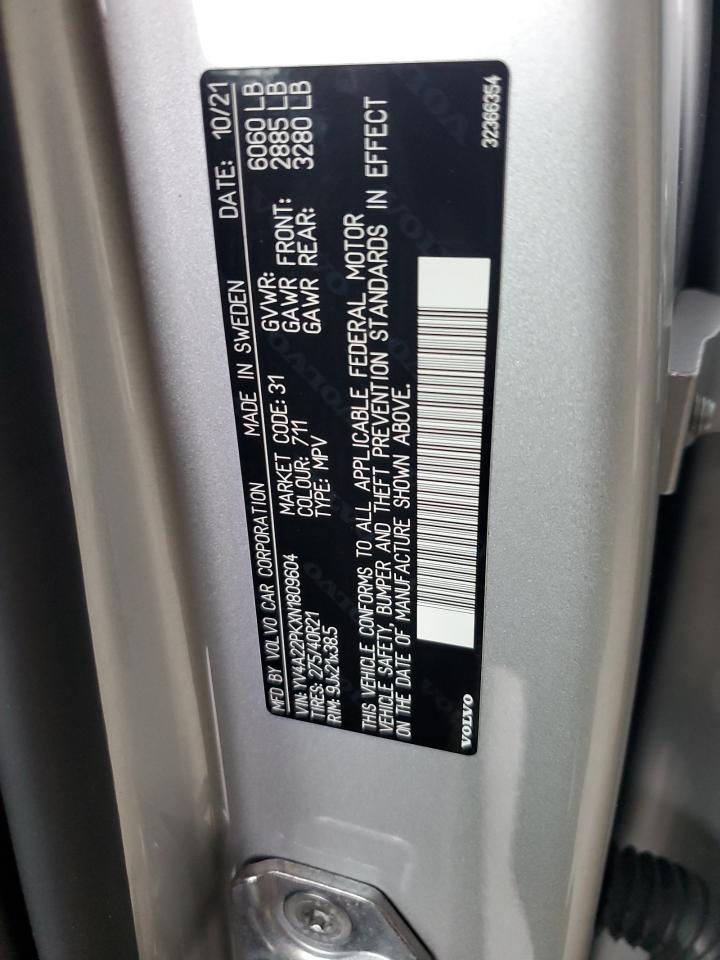 MFD BY VOLVO CAR CORPORATION MADE IN SWEDEN DATE: 10/21
VIN: YV4A22PKXN1809604 MARKET CODE: 31 GVWR: 6060 LB
TIRES: 275/40R21 COLOUR: 711 GAWR FRONT: 2885 LB
RIM: 9Jx21x38.5 TYPE: MPV GAWR REAR: 3280 LB
THIS VEHICLE CONFORMS TO ALL APPLICABLE FEDERAL MOTOR
VEHICLE SAFETY, BUMPER AND THEFT PREVENTION STANDARDS IN EFFECT
ON THE DATE OF MANUFACTURE SHOWN ABOVE.
VOLVO 32366354